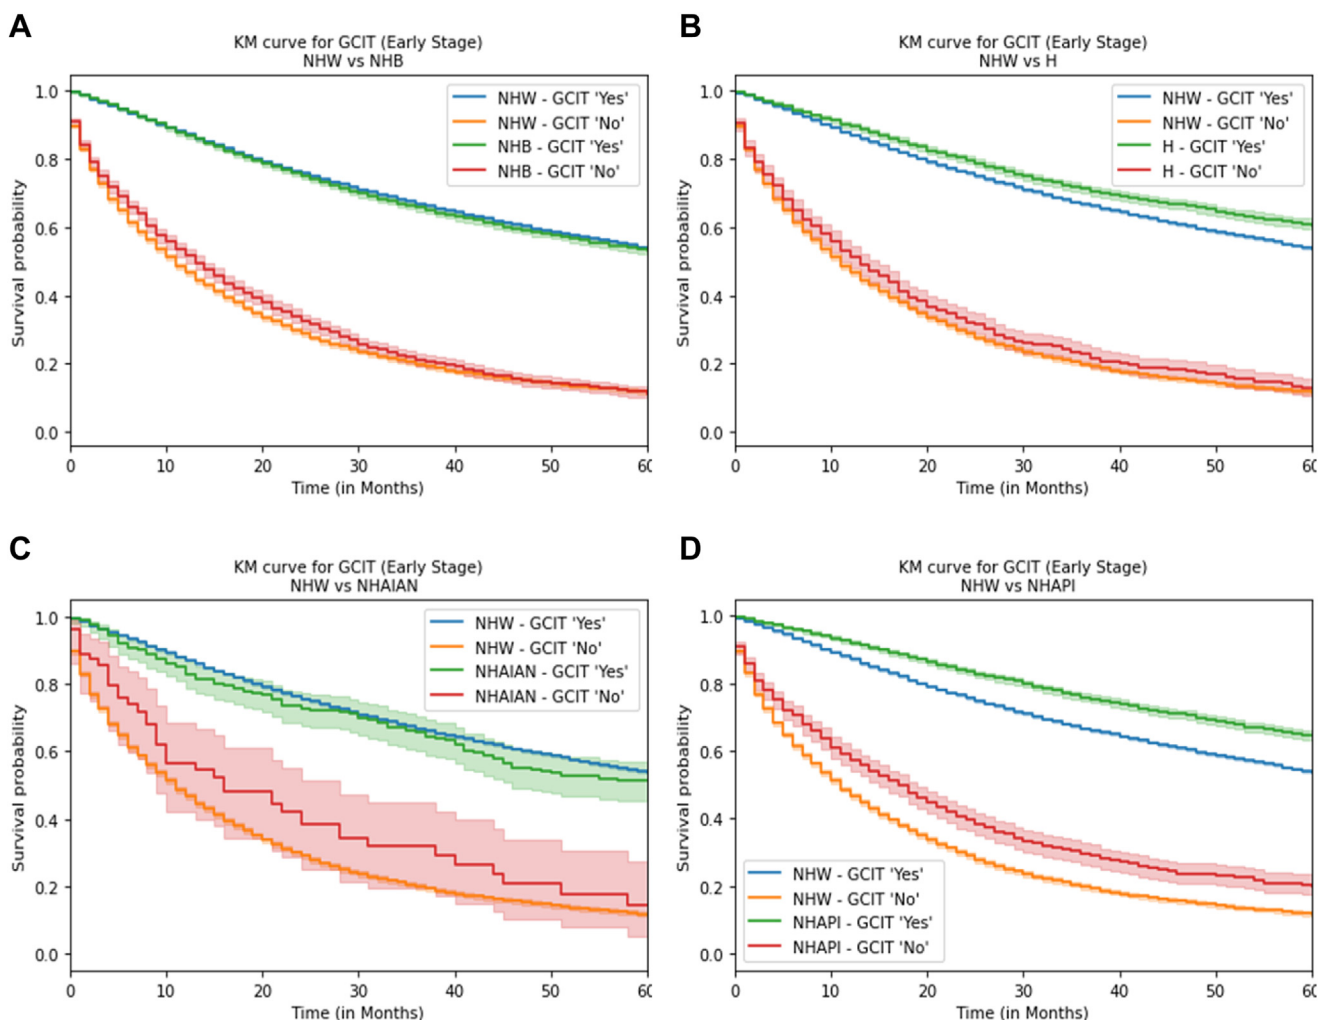 A
KM curve for GCIT (Early Stage)
NHW vs NHB
NHW - GCIT 'Yes'
NHW - GCIT 'No'
NHB - GCIT 'Yes'
NHB - GCIT 'No'
Survival probability
1.0
0.8
0.6
0.4
0.2
0.0
0 10 20 30 40 50 60
Time (in Months)
B
KM curve for GCIT (Early Stage)
NHW vs H
NHW - GCIT 'Yes'
NHW - GCIT 'No'
H - GCIT 'Yes'
H - GCIT 'No'
Survival probability
1.0
0.8
0.6
0.4
0.2
0.0
0 10 20 30 40 50 60
Time (in Months)
C
KM curve for GCIT (Early Stage)
NHW vs NHAIAN
NHW - GCIT 'Yes'
NHW - GCIT 'No'
NHAIAN - GCIT 'Yes'
NHAIAN - GCIT 'No'
Survival probability
1.0
0.8
0.6
0.4
0.2
0.0
0 10 20 30 40 50 60
Time (in Months)
D
KM curve for GCIT (Early Stage)
NHW vs NHAPI
NHW - GCIT 'Yes'
NHW - GCIT 'No'
NHAPI - GCIT 'Yes'
NHAPI - GCIT 'No'
Survival probability
1.0
0.8
0.6
0.4
0.2
0.0
0 10 20 30 40 50 60
Time (in Months)